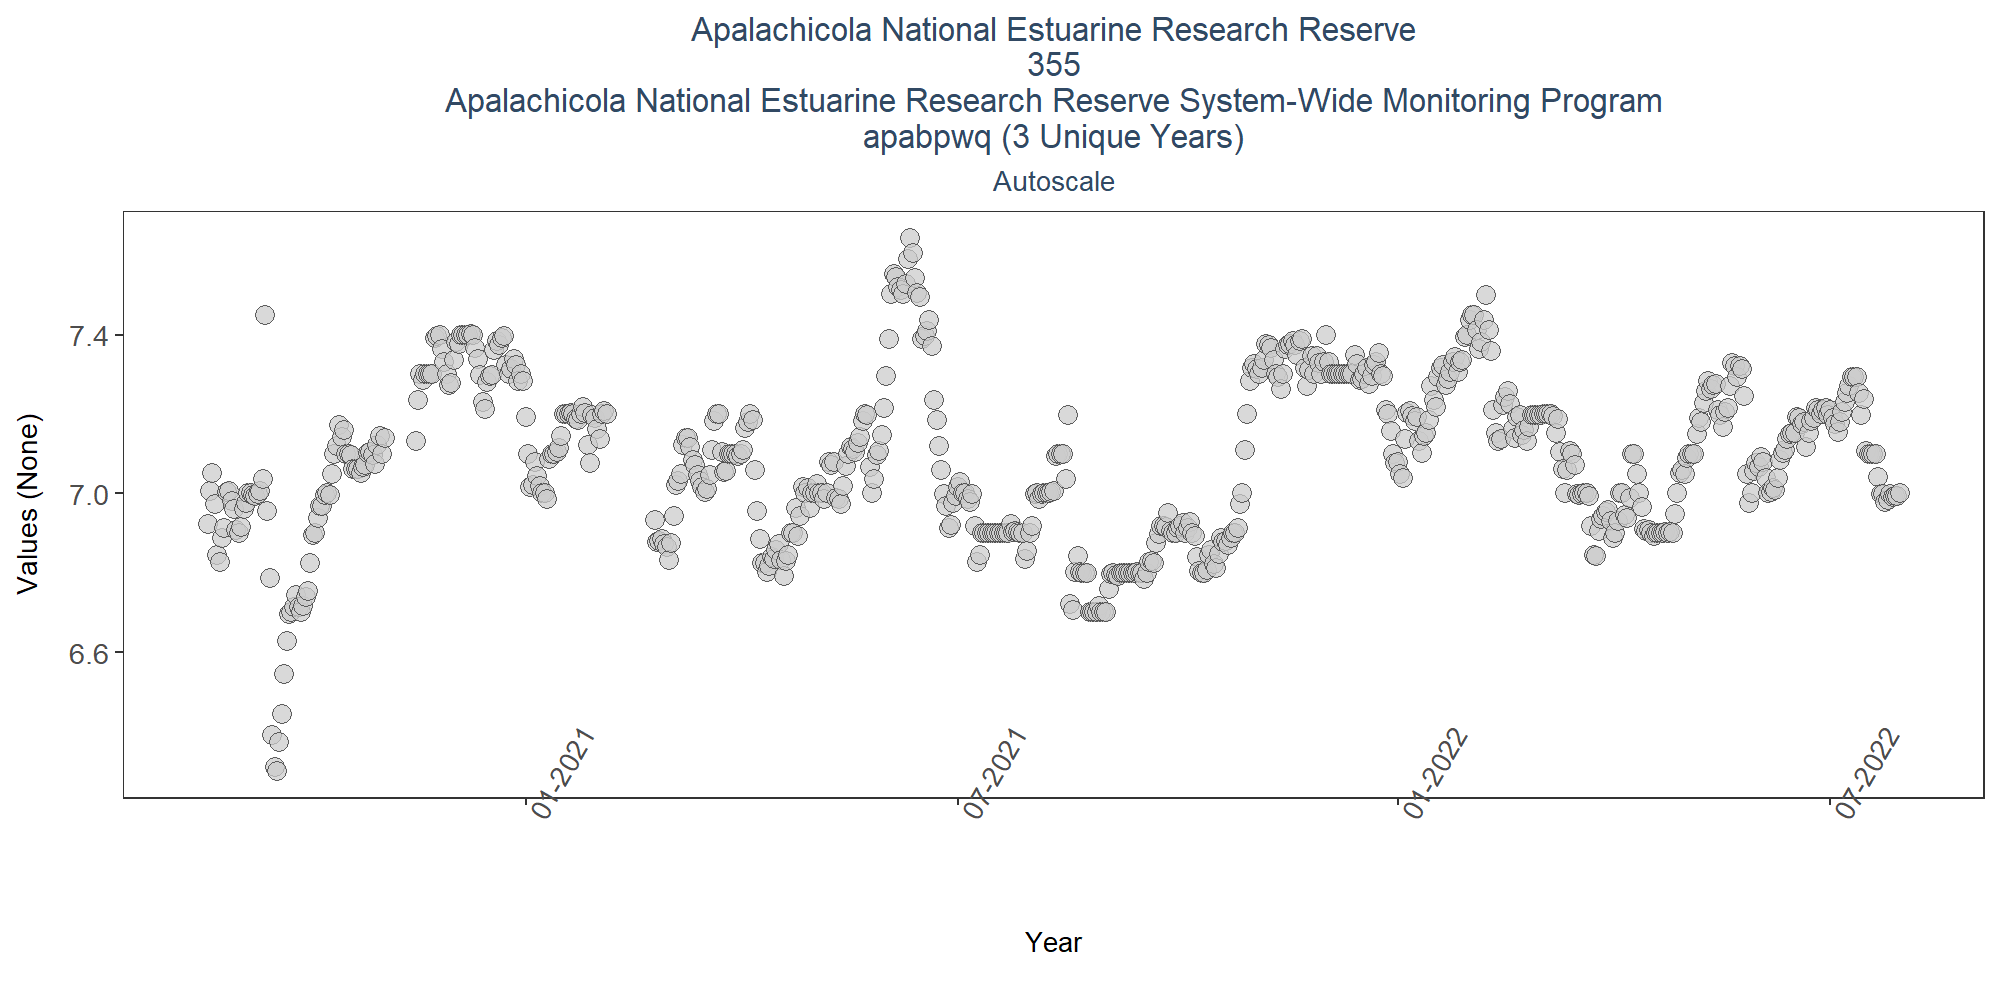 Apalachicola National Estuarine Research Reserve
355
Apalachicola National Estuarine Research Reserve System-Wide Monitoring Program
apabpwq (3 Unique Years)
Autoscale
Values (None)
7.4
7.0
6.6
01-2021
07-2021
01-2022
07-2022
Year